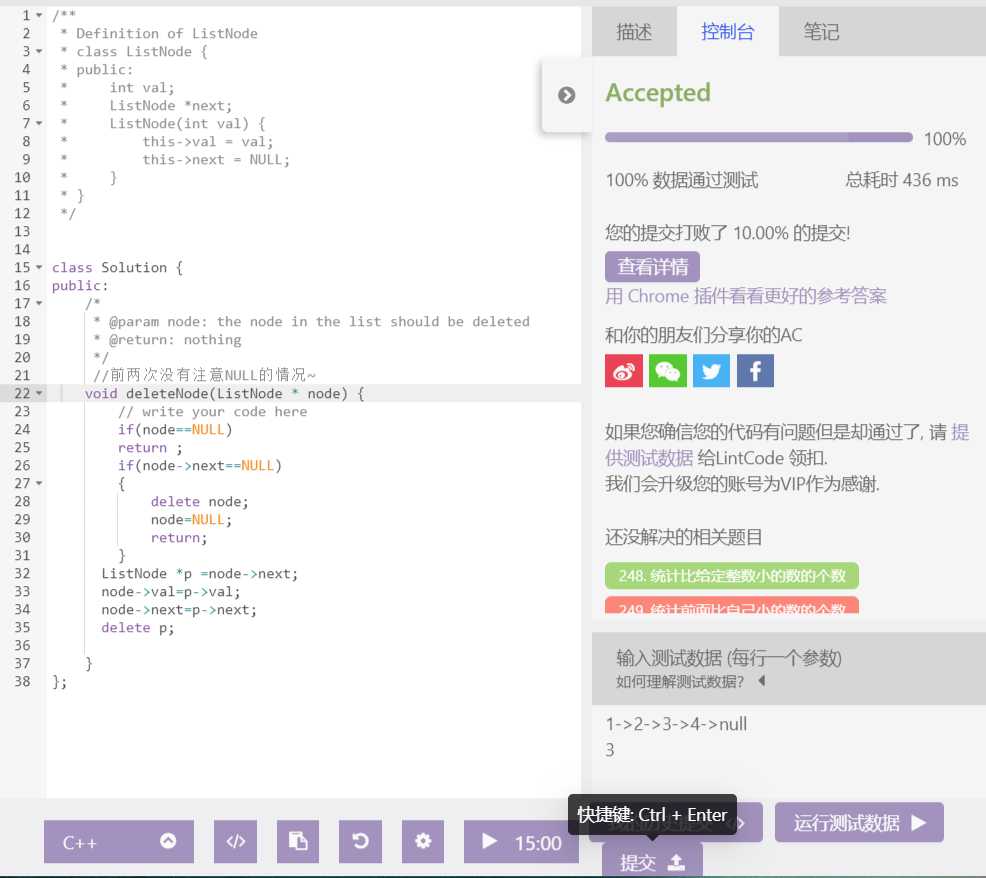 1 /**
2 * Definition of ListNode
3 * class ListNode {
4 * public:
5 *     int val;
6 *     ListNode *next;
7 *     ListNode(int val) {
8 *         this->val = val;
9 *         this->next = NULL;
10 *     }
11 * }
12 */
13
14
15 class Solution {
16 public:
17     /*
18      * @param node: the node in the list should be deleted
19      * @return: nothing
20      */
21      //前两次没有注意NULL的情况~
22     void deleteNode(ListNode * node) {
23         // write your code here
24         if(node==NULL)
25         return ;
26         if(node->next==NULL)
27         {
28             delete node;
29             node=NULL;
30             return;
31         }
32       ListNode *p =node->next;
33       node->val=p->val;
34       node->next=p->next;
35       delete p;
36
37     }
38 };
C++
</>
15:00
描述 控制台 笔记
Accepted
100%
100% 数据通过测试 总耗时 436 ms
您的提交打败了 10.00% 的提交!
查看详情
用 Chrome 插件看看更好的参考答案
和你的朋友们分享你的AC
如果您确信您的代码有问题但是却通过了, 请 提
供测试数据 给LintCode 领扣.
我们会升级您的账号为VIP作为感谢.
还没解决的相关题目
248. 统计比给定整数小的数的个数
249. 统计前面比自己小的数的个数
输入测试数据 (每行一个参数)
如何理解测试数据?
1->2->3->4->null
3
快捷键: Ctrl + Enter
我的历史提交 </>
运行测试数据
提交